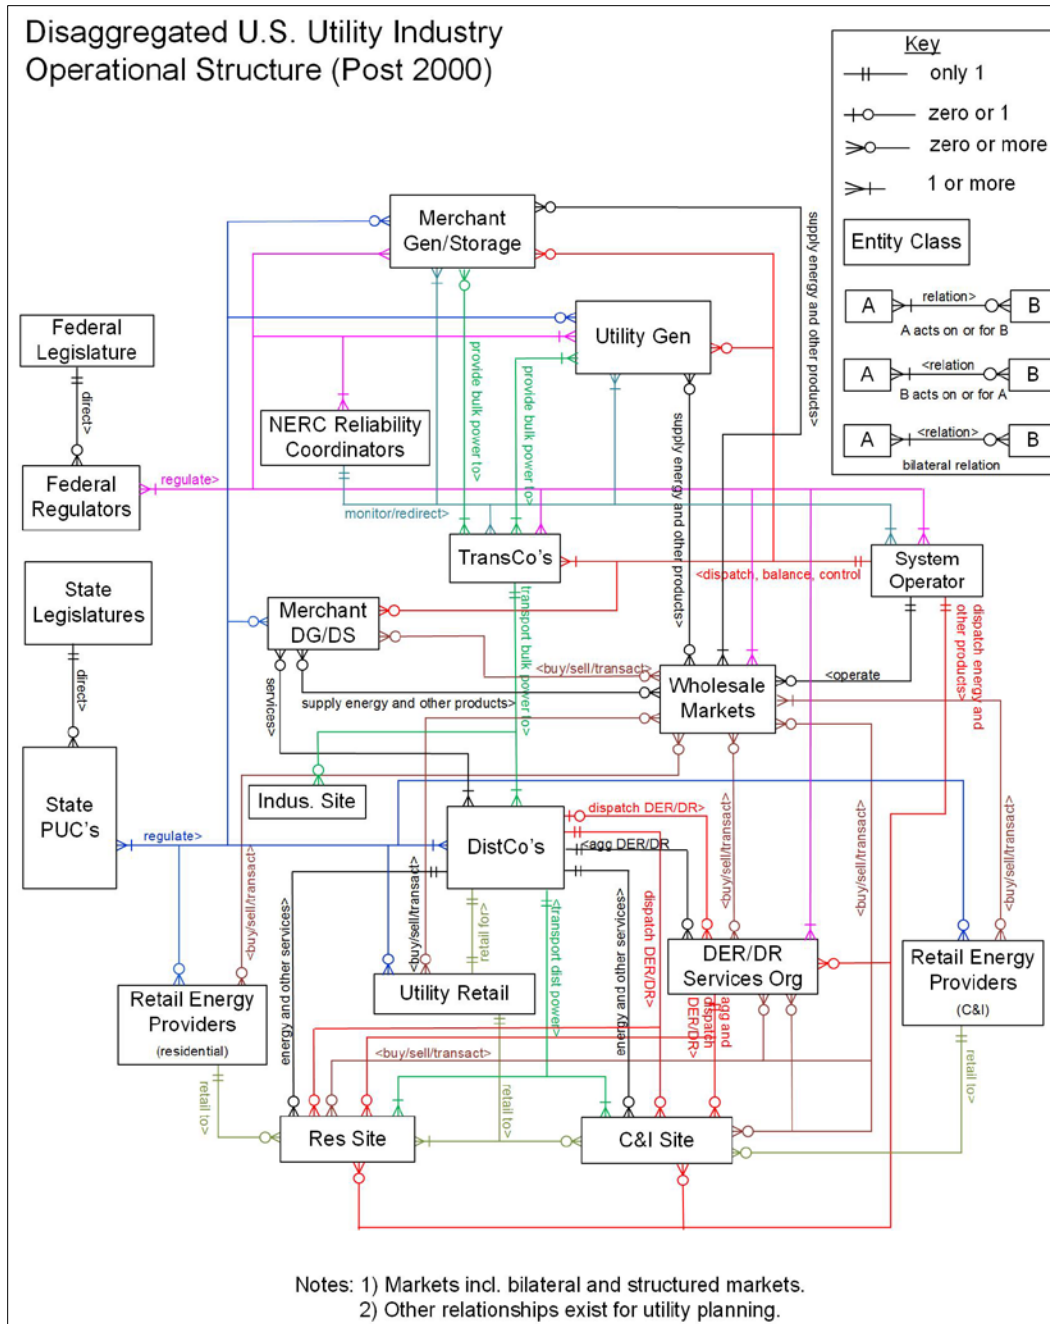 Disaggregated U.S. Utility Industry
Operational Structure (Post 2000)
Key
only 1
zero or 1
zero or more
1 or more
Entity Class
A
relation>
B
A acts on or for B
A
<relation
B
B acts on or for A
A
<relation>
B
bilateral relation
Merchant
Gen/Storage
supply energy and other products>
Utility Gen
Federal
Legislature
direct>
provide bulk power to>
provide bulk power to>
NERC Reliability
Coordinators
supply energy and other products>
Federal
Regulators
regulate>
monitor/redirect>
TransCo's
<dispatch, balance, control
System
Operator
State
Legislatures
direct>
Merchant
DG/DS
transport bulk power to>
dispatch energy and
other products>
<buy/sell/transact>
<operate
services>
supply energy and other products>
Wholesale
Markets
State
PUC's
Indus. Site
regulate>
DistCo's
dispatch DER/DR>
<agg DER/DR
<buy/sell/transact>
<buy/sell/transact>
<buy/sell/transact>
<buy/sell/transact>
<buy/sell/transact>
energy and other services>
retail for>
<transport dist power>
energy and other services>
dispatch DER/DR>
DER/DR
Services Org
Retail Energy
Providers
(C&I)
Retail Energy
Providers
(residential)
Utility Retail
agg and
dispatch
DER/DR>
<buy/sell/transact>
retail to>
retail to>
retail to>
Res Site
C&I Site
Notes: 1) Markets incl. bilateral and structured markets.
2) Other relationships exist for utility planning.